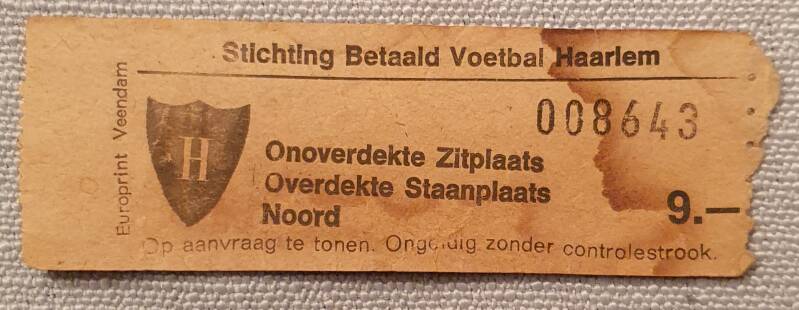 Stichting Betaald Voetbal Haarlem
008643
Europrint Veendam
H
Onoverdekte Zitplaats
Overdekte Staanplaats
Noord
9.—
Op aanvraag te tonen. Ongeldig zonder controlestrook.